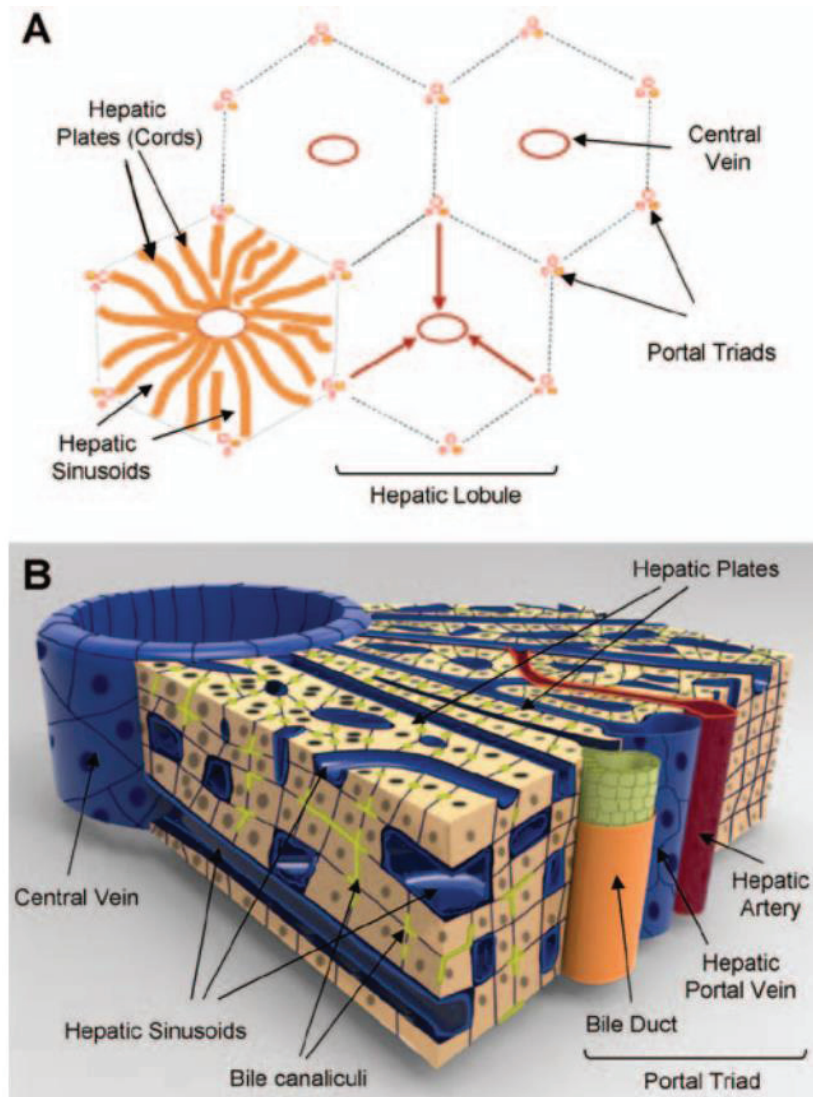 A
Hepatic
Plates (Cords)
Central
Vein
Portal Triads
Hepatic
Sinusoids
Hepatic Lobule
B
Hepatic Plates
Central Vein
Hepatic
Artery
Hepatic
Portal Vein
Hepatic Sinusoids
Bile Duct
Bile canaliculi
Portal Triad